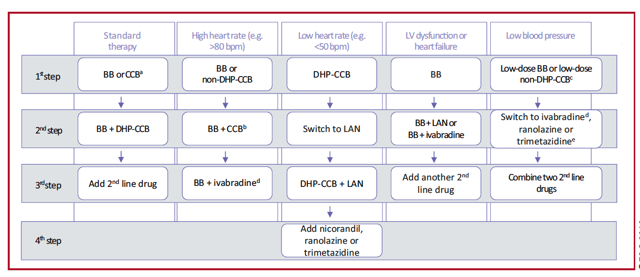 Standard
therapy
High heart rate (e.g.
>80 bpm)
Low heart rate (e.g.
<50 bpm)
LV dysfunction or
heart failure
Low blood pressure
1st step
BB or CCBa
BB or
non-DHP-CCB
DHP-CCB
BB
Low-dose BB or low-dose
non-DHP-CCBc
2nd step
BB + DHP-CCB
BB + CCBb
Switch to LAN
BB + LAN or
BB + ivabradine
Switch to ivabradined,
ranolazine or
trimetazidinee
3rd step
Add 2nd line drug
BB + ivabradined
DHP-CCB + LAN
Add another 2nd
line drug
Combine two 2nd line
drugs
4th step
Add nicorandil,
ranolazine or
trimetazidine